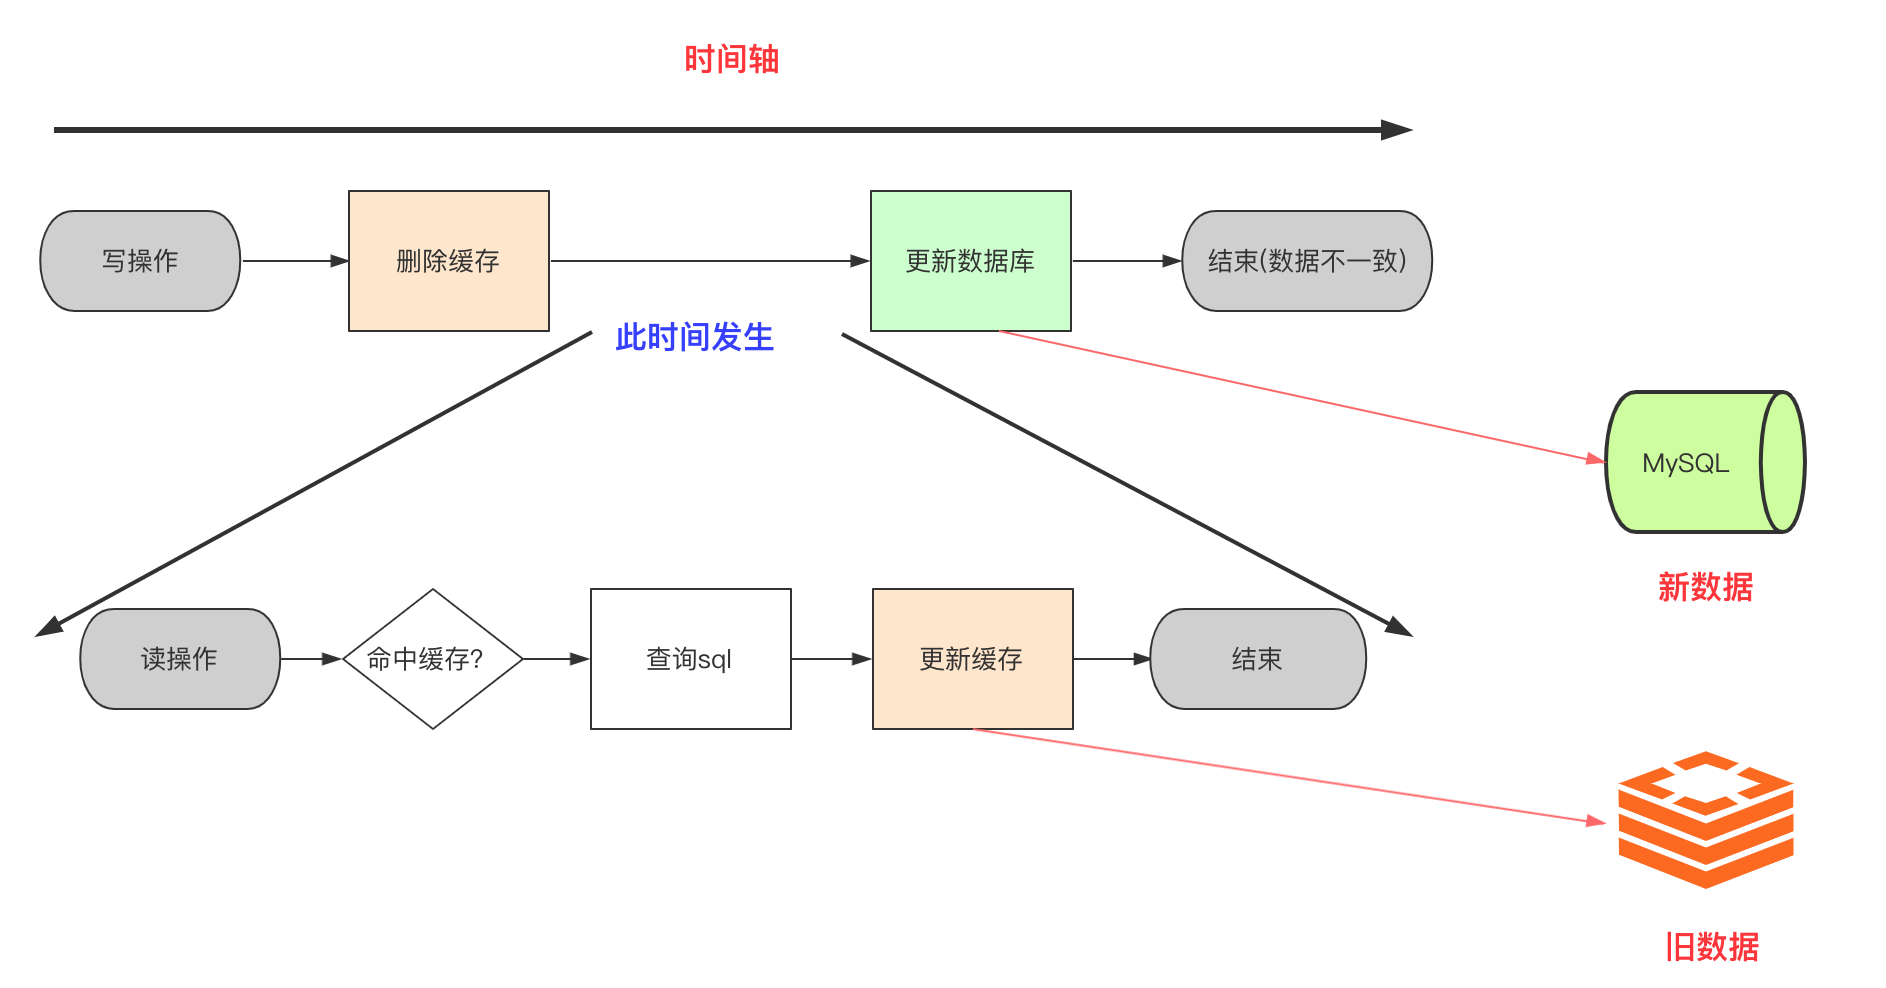 时间轴
写操作
删除缓存
更新数据库
结束(数据不一致)
此时间发生
MySQL
新数据
读操作
命中缓存?
查询sql
更新缓存
结束
旧数据